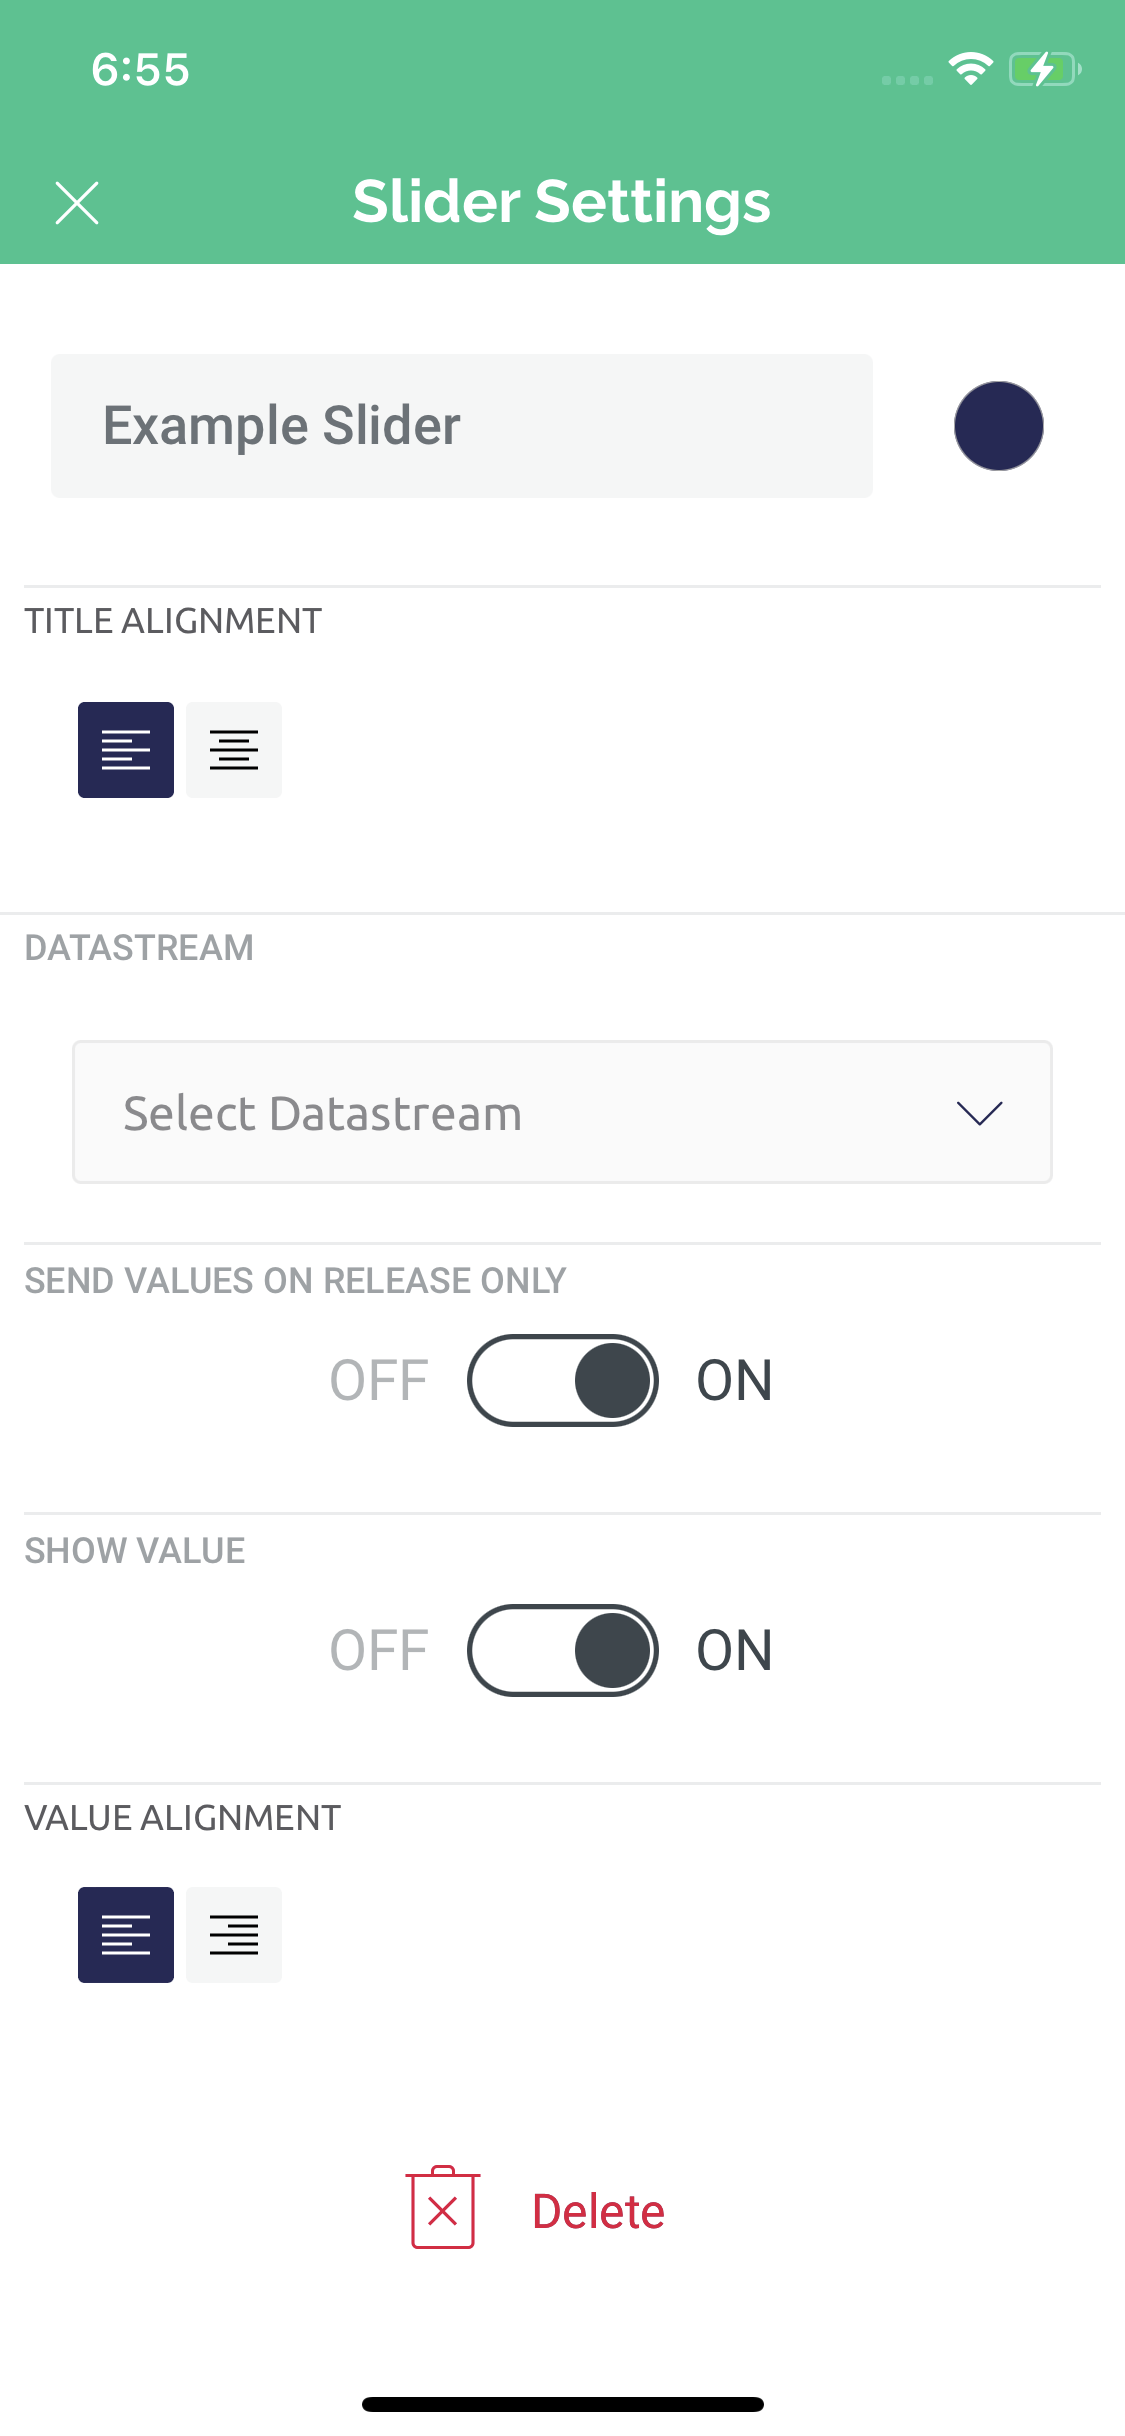 6:55
Slider Settings
Example Slider
TITLE ALIGNMENT
DATASTREAM
Select Datastream
SEND VALUES ON RELEASE ONLY
OFF ON
SHOW VALUE
OFF ON
VALUE ALIGNMENT
Delete